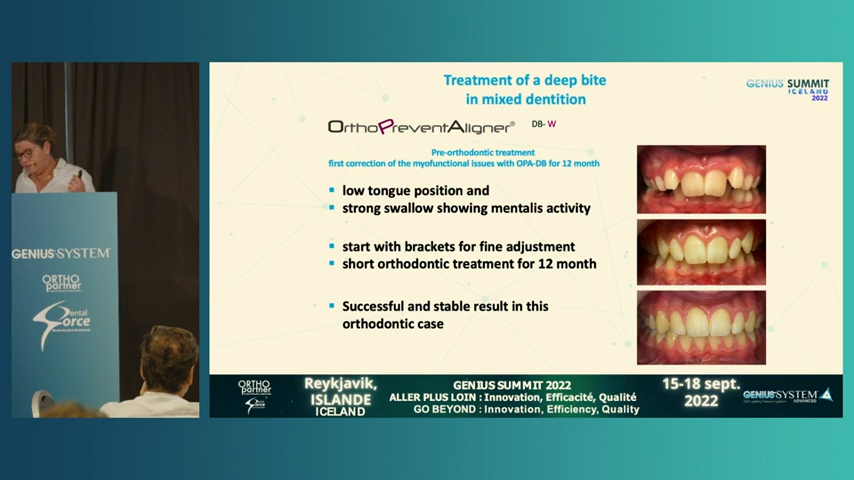 Treatment of a deep bite
in mixed dentition
GENIUS SUMMIT
ICELAND
2022
OrthoPreventAligner® DB- W
Pre-orthodontic treatment
first correction of the myofunctional issues with OPA-DB for 12 month
▪ low tongue position and
▪ strong swallow showing mentalis activity
▪ start with brackets for fine adjustment
▪ short orthodontic treatment for 12 month
▪ Successful and stable result in this
orthodontic case
GENIUS SYSTEM
ORTHO
partner
Dental
Force
ORTHO
partner
Dental
Force
Reykjavik,
ISLANDE
ICELAND
GENIUS SUMMIT 2022
ALLER PLUS LOIN : Innovation, Efficacité, Qualité
GO BEYOND : Innovation, Efficiency, Quality
15-18 sept.
2022
GENIUS SYSTEM
ADVANCED